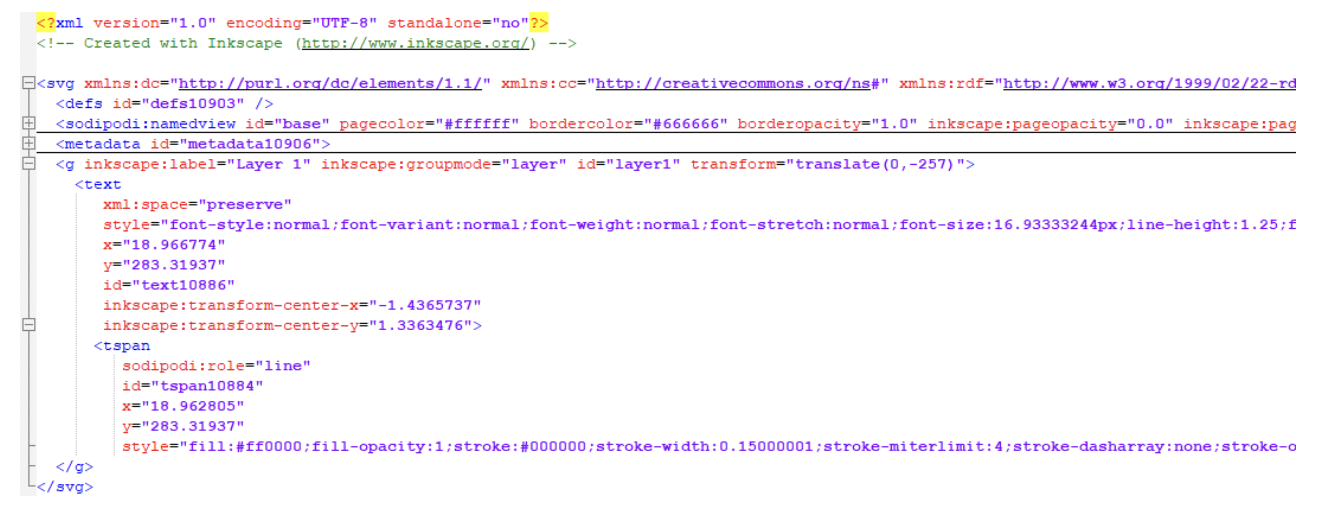 <?xml version="1.0" encoding="UTF-8" standalone="no"?>
<!-- Created with Inkscape (http://www.inkscape.org/) -->
<svg xmlns:dc="http://purl.org/dc/elements/1.1/" xmlns:cc="http://creativecommons.org/ns#" xmlns:rdf="http://www.w3.org/1999/02/22-rd
<defs id="defs10903" />
<sodipodi:namedview id="base" pagecolor="#ffffff" bordercolor="#666666" borderopacity="1.0" inkscape:pageopacity="0.0" inkscape:pag
<metadata id="metadata10906">
<g inkscape:label="Layer 1" inkscape:groupmode="layer" id="layer1" transform="translate(0,-257)">
<text
xml:space="preserve"
style="font-style:normal;font-variant:normal;font-weight:normal;font-stretch:normal;font-size:16.93333244px;line-height:1.25;f
x="18.966774"
y="283.31937"
id="text10886"
inkscape:transform-center-x="-1.4365737"
inkscape:transform-center-y="1.3363476">
<tspan
sodipodi:role="line"
id="tspan10884"
x="18.962805"
y="283.31937"
style="fill:#ff0000;fill-opacity:1;stroke:#000000;stroke-width:0.15000001;stroke-miterlimit:4;stroke-dasharray:none;stroke-o
</g>
</svg>